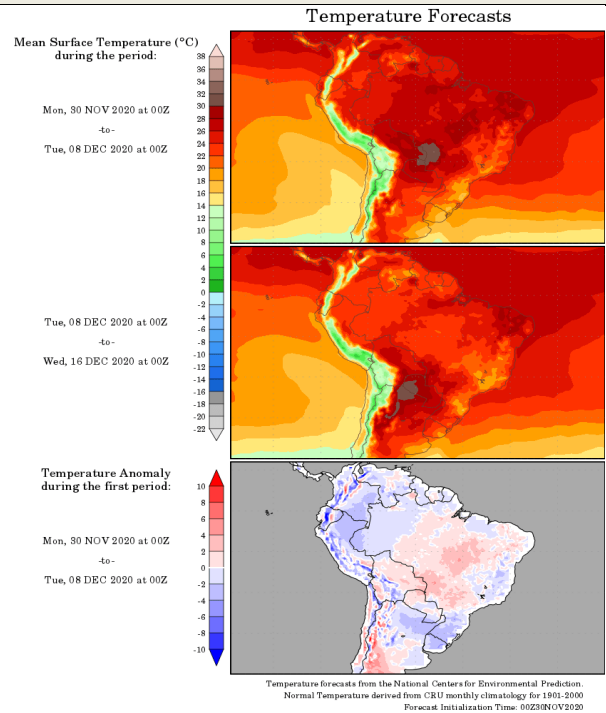 Temperature Forecasts
Mean Surface Temperature (°C)
during the period:
Mon, 30 NOV 2020 at 00Z
-to-
Tue, 08 DEC 2020 at 00Z
38
36
34
32
30
28
26
24
22
20
18
16
14
12
10
8
6
4
2
0
-2
-4
-6
-8
-10
-12
-14
-16
-18
-20
-22
Tue, 08 DEC 2020 at 00Z
-to-
Wed, 16 DEC 2020 at 00Z
Temperature Anomaly
during the first period:
Mon, 30 NOV 2020 at 00Z
-to-
Tue, 08 DEC 2020 at 00Z
10
8
6
4
2
0
-2
-4
-6
-8
-10
Temperature forecasts from the National Centers for Environmental Prediction.
Normal Temperature derived from CRU monthly climatology for 1901-2000
Forecast Initialization Time: 00Z30NOV2020